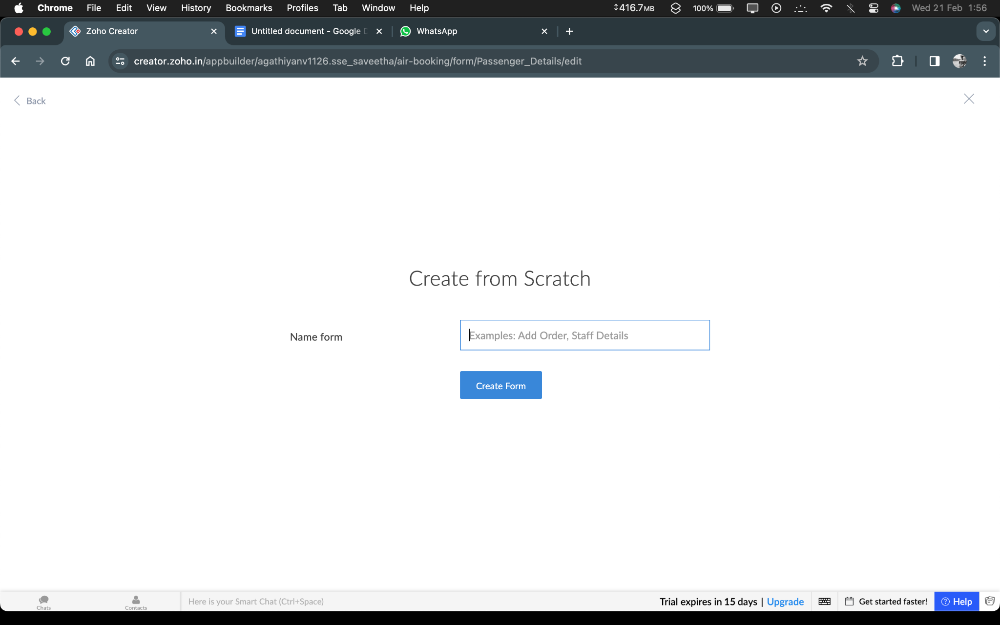 Chrome File Edit View History Bookmarks Profiles Tab Window Help 416.7MB 100% Wed 21 Feb 1:56
Zoho Creator Untitled document - Google WhatsApp
creator.zoho.in/appbuilder/agathiyanv1126.sse_saveetha/air-booking/form/Passenger_Details/edit
Back
Create from Scratch
Name form Examples: Add Order, Staff Details
Create Form
Chats Contacts Here is your Smart Chat (Ctrl+Space) Trial expires in 15 days | Upgrade Get started faster! Help